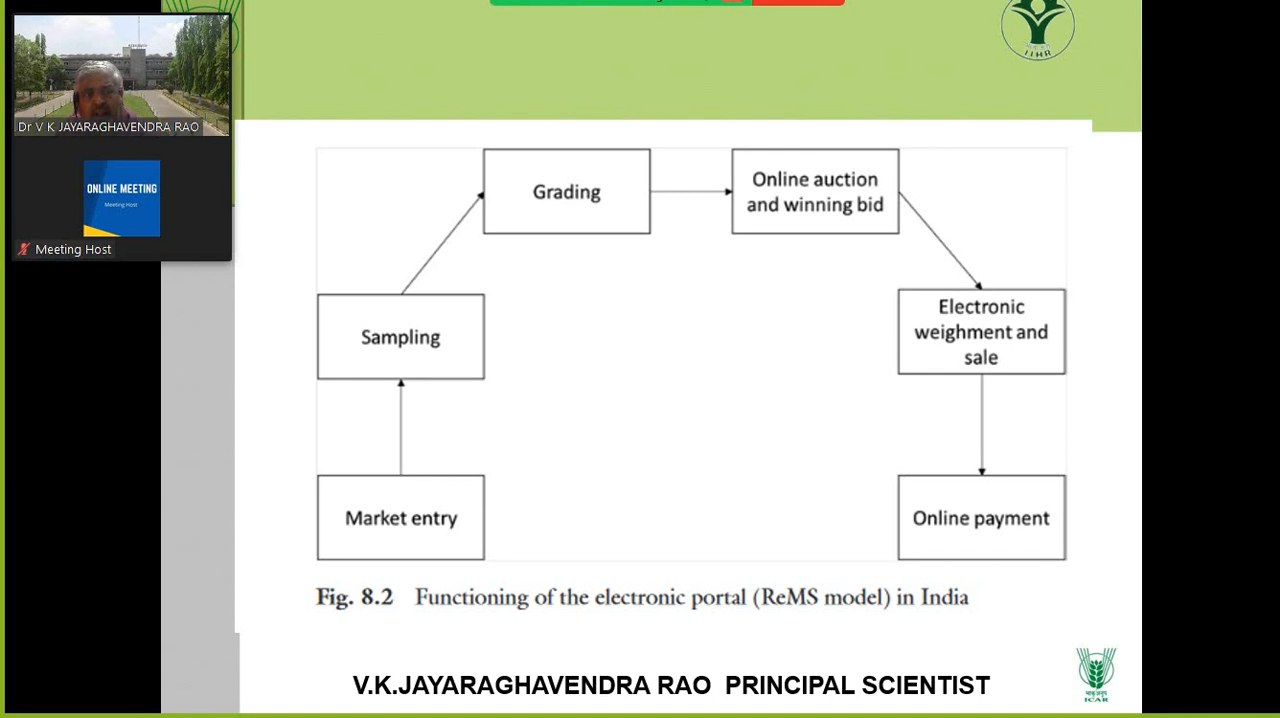 IIHR
Dr V K JAYARAGHAVENDRA RAO
ONLINE MEETING
Meeting Host
Meeting Host
Grading
Online auction
and winning bid
Sampling
Electronic
weighment and
sale
Market entry
Online payment
Fig. 8.2 Functioning of the electronic portal (ReMS model) in India
V.K.JAYARAGHAVENDRA RAO PRINCIPAL SCIENTIST
ICAR